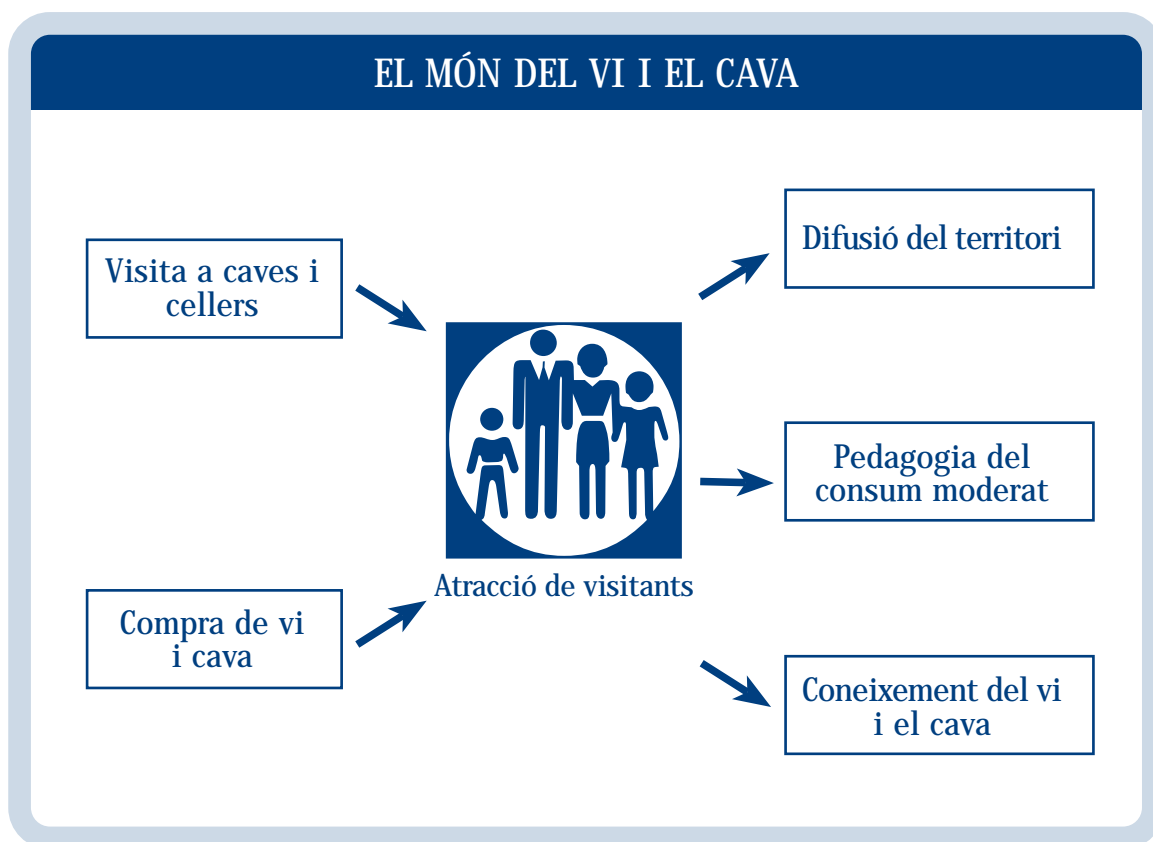 EL MÓN DEL VI I EL CAVA
Visita a caves i
cellers
Compra de vi
i cava
Atracció de visitants
Difusió del territori
Pedagogia del
consum moderat
Coneixement del vi
i el cava